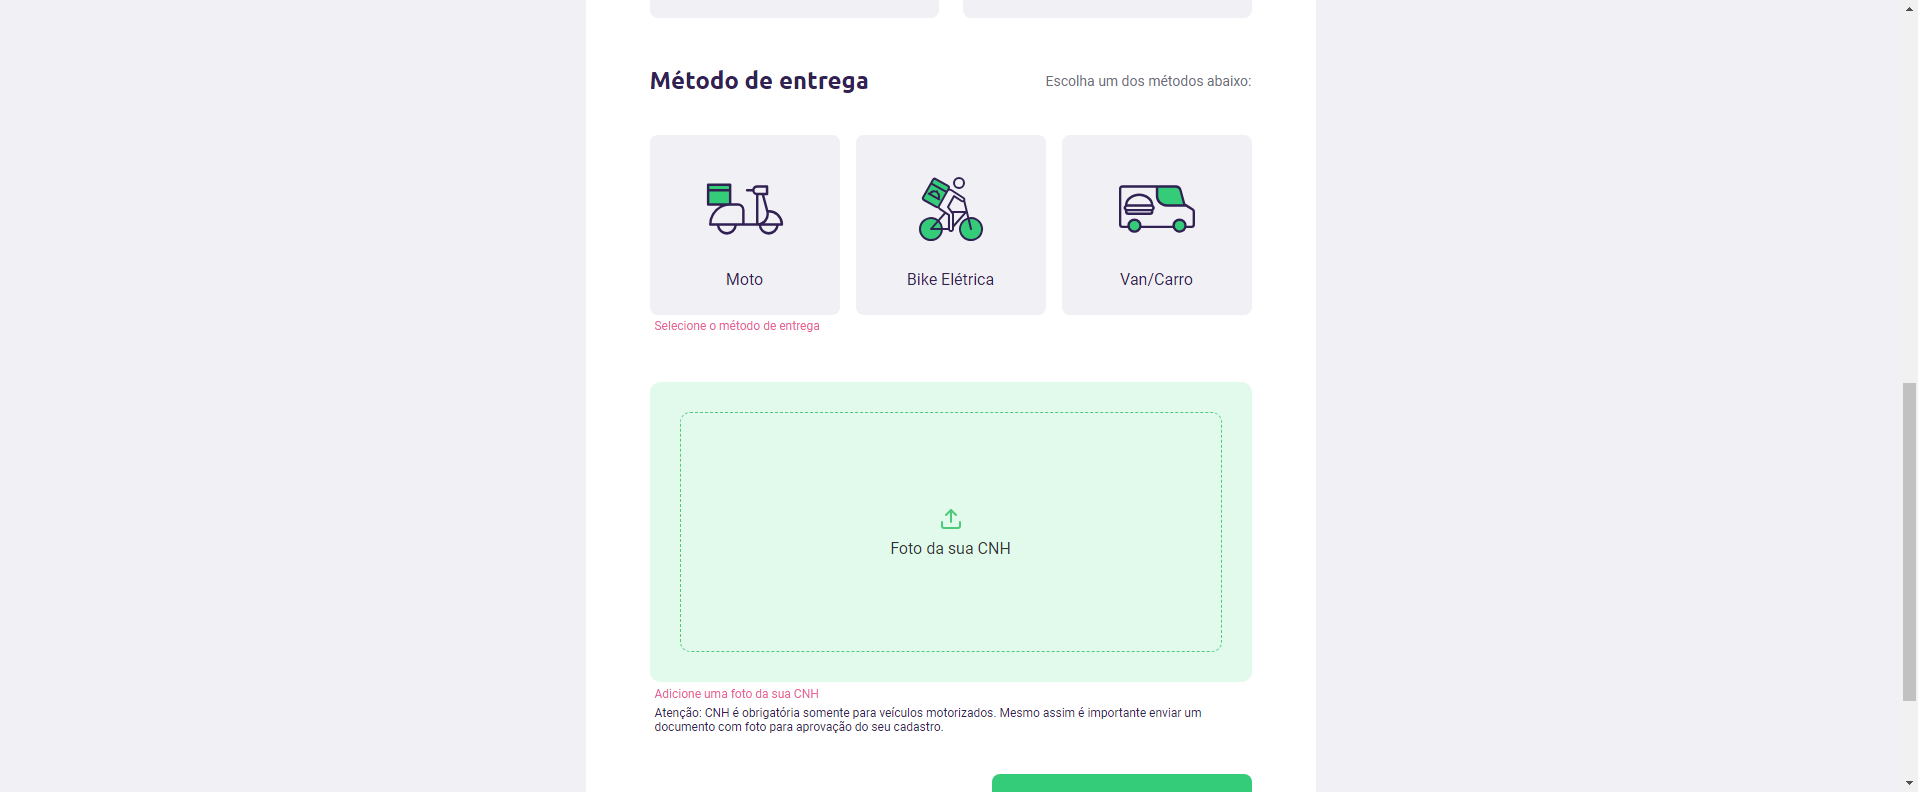 Método de entrega
Escolha um dos métodos abaixo:
Moto
Bike Elétrica
Van/Carro
Selecione o método de entrega
Foto da sua CNH
Adicione uma foto da sua CNH
Atenção: CNH é obrigatória somente para veículos motorizados. Mesmo assim é importante enviar um
documento com foto para aprovação do seu cadastro.